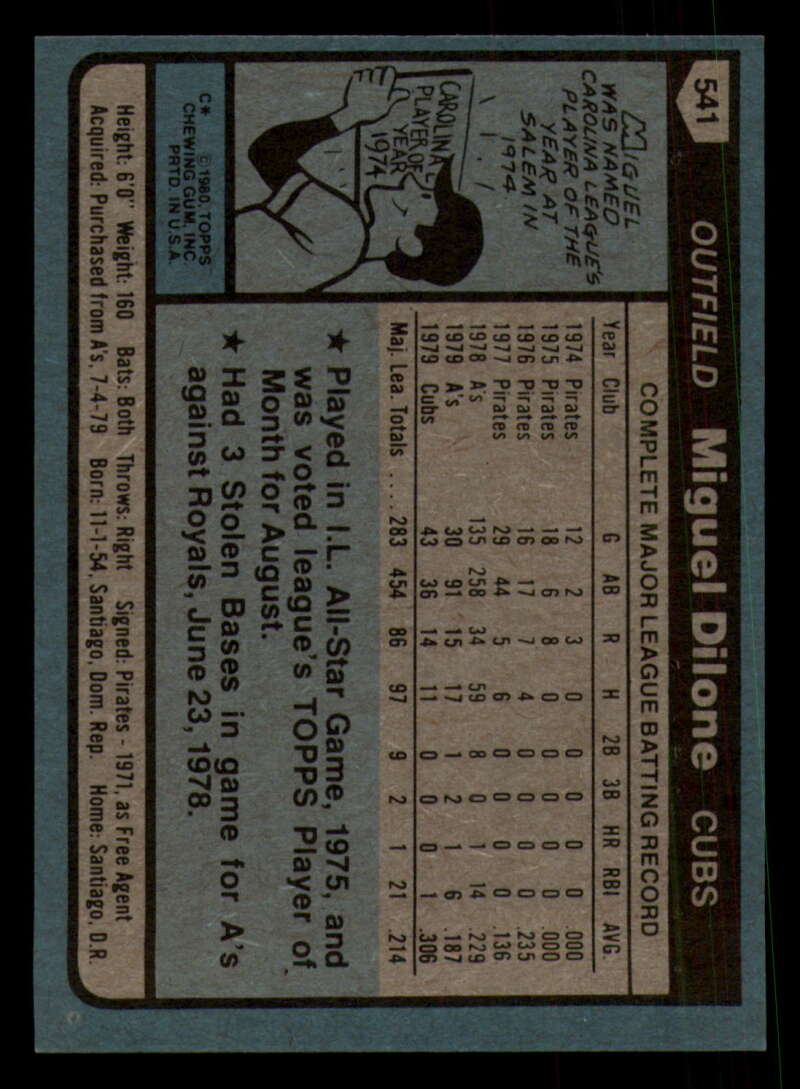 541
OUTFIELD Miguel Dilone CUBS
MIGUEL
WAS NAMED
CAROLINA LEAGUE'S
PLAYER OF THE
YEAR AT
SALEM IN
1974
CAROLINA L
PLAYER OF
YEAR
1974
C* © 1980 TOPPS
CHEWING GUM, INC.
PRTD. IN U.S.A.
COMPLETE MAJOR LEAGUE BATTING RECORD
Year Club G AB R H 2B 3B HR RBI AVG.
1974 Pirates 12 2 3 0 0 0 0 0 .000
1975 Pirates 18 6 8 0 0 0 0 0 .000
1976 Pirates 16 17 7 4 0 0 0 0 .235
1977 Pirates 29 44 5 6 0 0 0 0 .136
1978 A's 135 258 34 59 8 0 1 14 .229
1979 A's 30 91 15 17 1 2 1 6 .187
1979 Cubs 43 36 14 11 0 0 0 1 .306
Maj. Lea. Totals .... 283 454 86 97 9 2 1 21 .214
★ Played in I.L. All-Star Game, 1975, and
was voted league's TOPPS Player of
Month for August.
★ Had 3 Stolen Bases in game for A's
against Royals, June 23, 1978.
Height: 6'0" Weight: 160 Bats: Both Throws: Right Signed: Pirates - 1971, as Free Agent
Acquired: Purchased from A's, 7-4-79 Born: 11-1-54, Santiago, Dom. Rep. Home: Santiago, D.R.